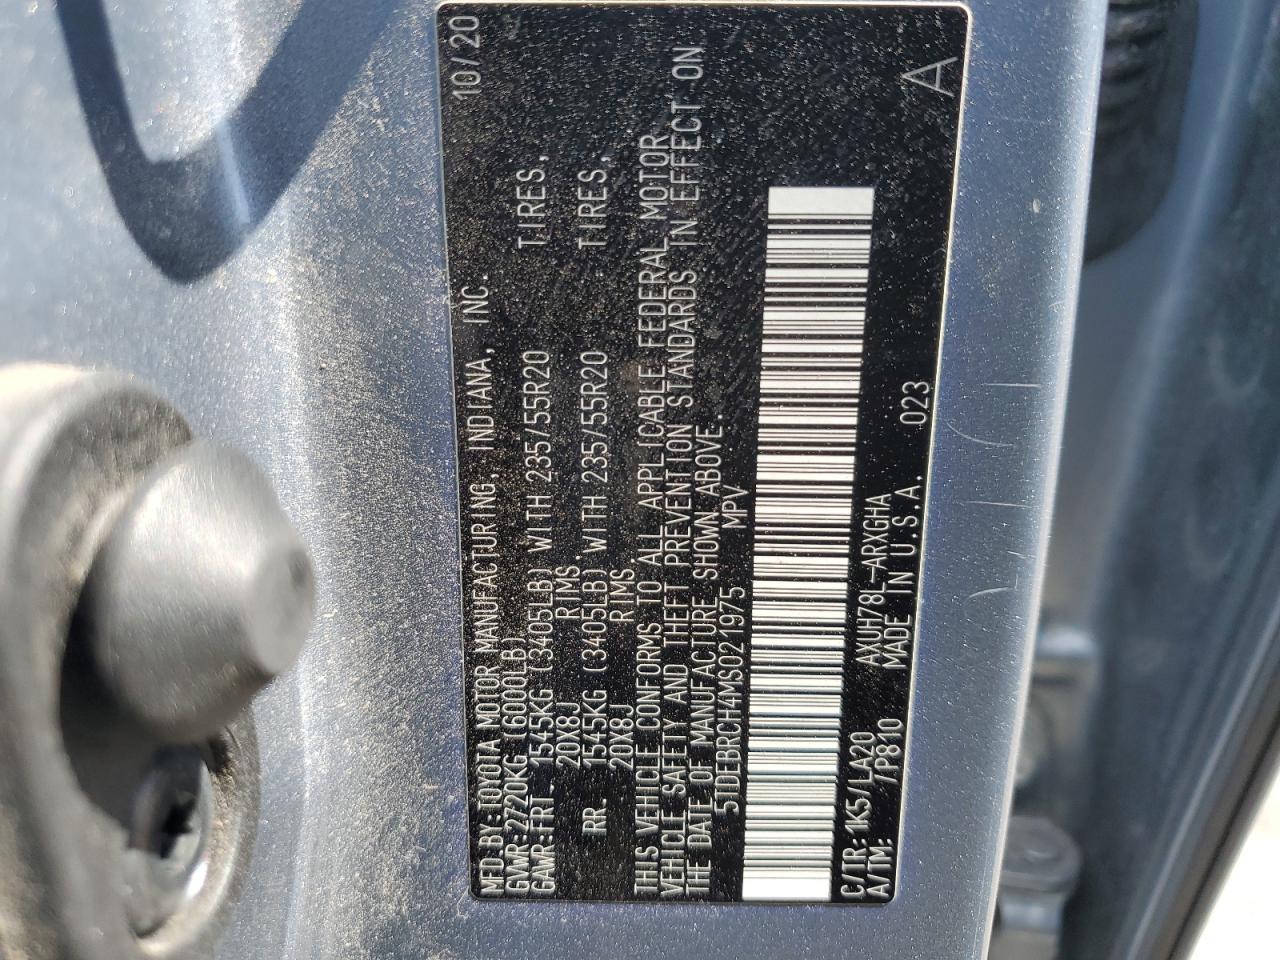 MFD.BY:TOYOTA MOTOR MANUFACTURING, INDIANA, INC. 10/20
GVWR:2720KG (6000LB)
GAWR:FRT. 1545KG (3405LB) WITH 235/55R20 TIRES,
20X8J RIMS.
RR. 1545KG (3405LB) WITH 235/55R20 TIRES,
20X8J RIMS
THIS VEHICLE CONFORMS TO ALL APPLICABLE FEDERAL MOTOR
VEHICLE SAFETY AND THEFT PREVENTION STANDARDS IN EFFECT ON
THE DATE OF MANUFACTURE SHOWN ABOVE.
5TDEBRCH4MS021975 MPV
C/TR:1K5/LA20 AXUH78L-ARXGHA
A/TM: /P810 MADE IN U.S.A. 023 A